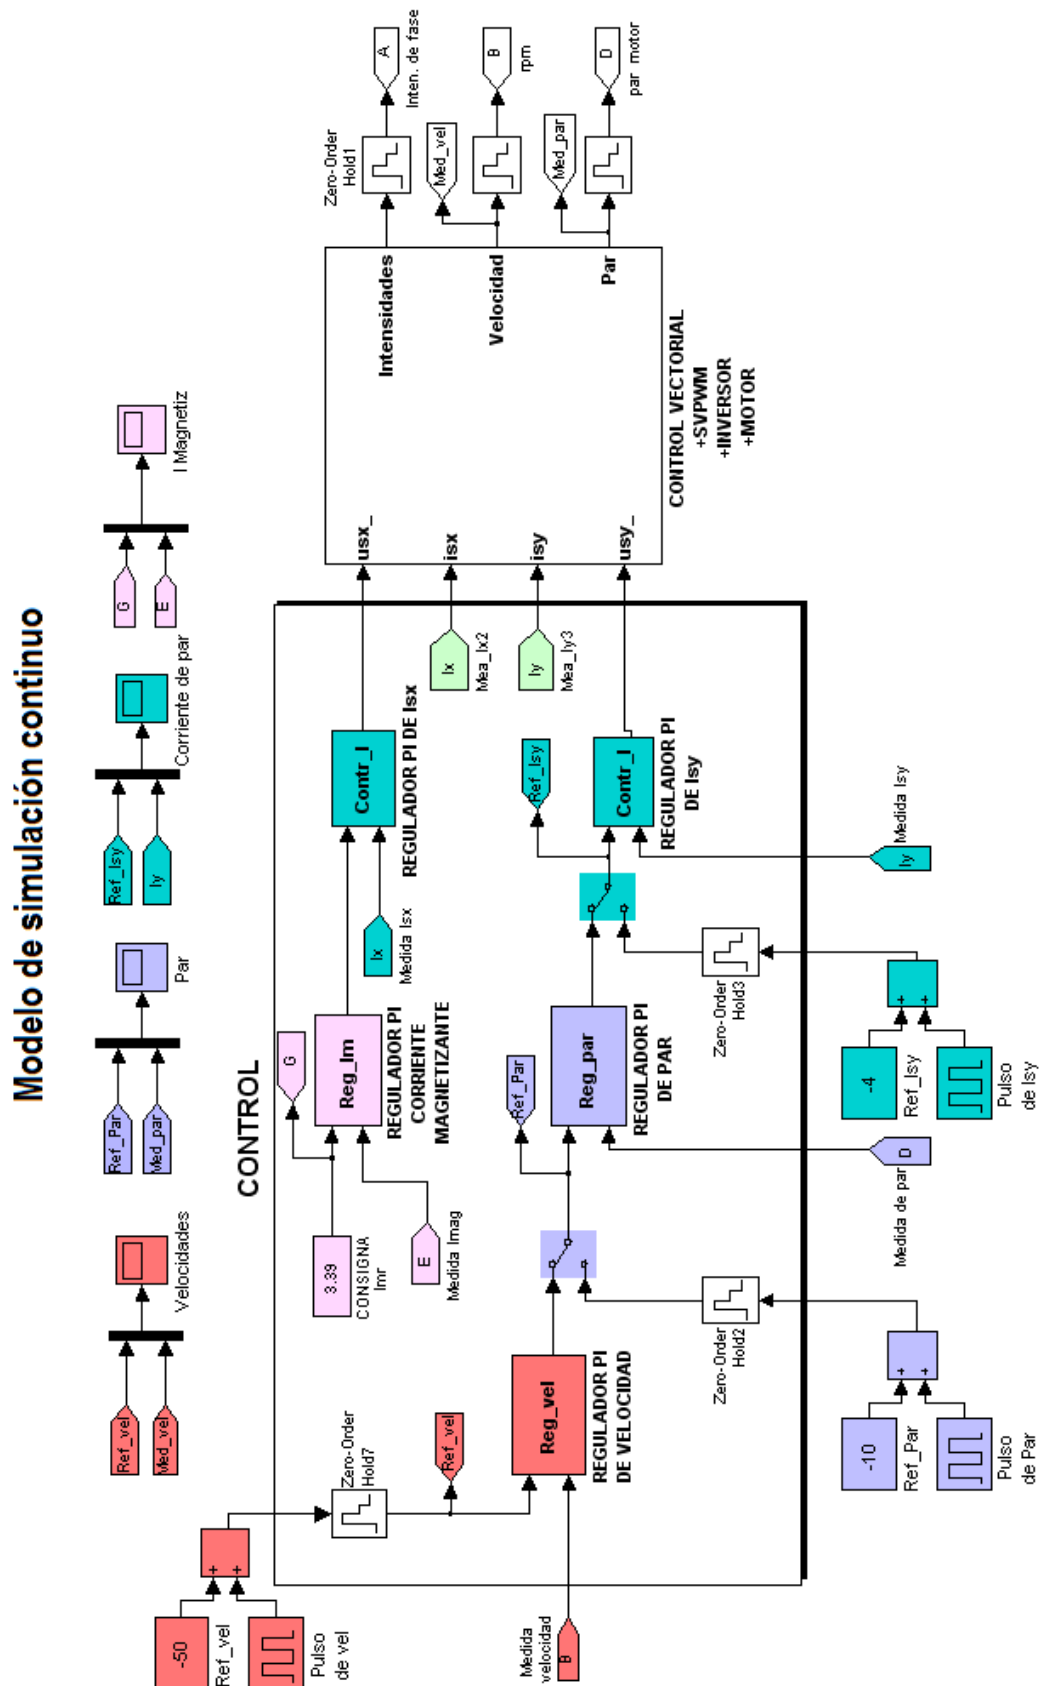 Modelo de simulación continuo
Ref_vel
Med_vel
Velocidades
Ref_Par
Med_par
Par
Ref_Isy
Iy
Corriente de par
G
E
I Magnetiz
CONTROL
-50
Ref_vel
Pulso
de vel
Zero-Order
Hold7
Ref_vel
Medida
velocidad
B
Reg_vel
REGULADOR PI
DE VELOCIDAD
3.39
CONSIGNA
Imr
G
E
Medida Imag
Reg_Im
REGULADOR PI
CORRIENTE
MAGNETIZANTE
Ix
Medida Isx
Contr_I
REGULADOR PI DE Isx
Ref_Par
Reg_par
REGULADOR PI
DE PAR
Ref_Isy
Contr_I
REGULADOR PI
DE Isy
Zero-Order
Hold2
Zero-Order
Hold3
-10
Ref_Par
Pulso
de Par
Medida de par
D
-4
Ref_Isy
Pulso
de Isy
Medida Isy
Iy
Ix
Mea_Ix2
Iy
Mea_Iy3
usx_
isx
isy
usy_
Intensidades
Velocidad
Par
CONTROL VECTORIAL
+SVPWM
+INVERSOR
+MOTOR
Zero-Order
Hold1
A
Inten. de fase
Med_vel
B
rpm
Med_par
D
par motor